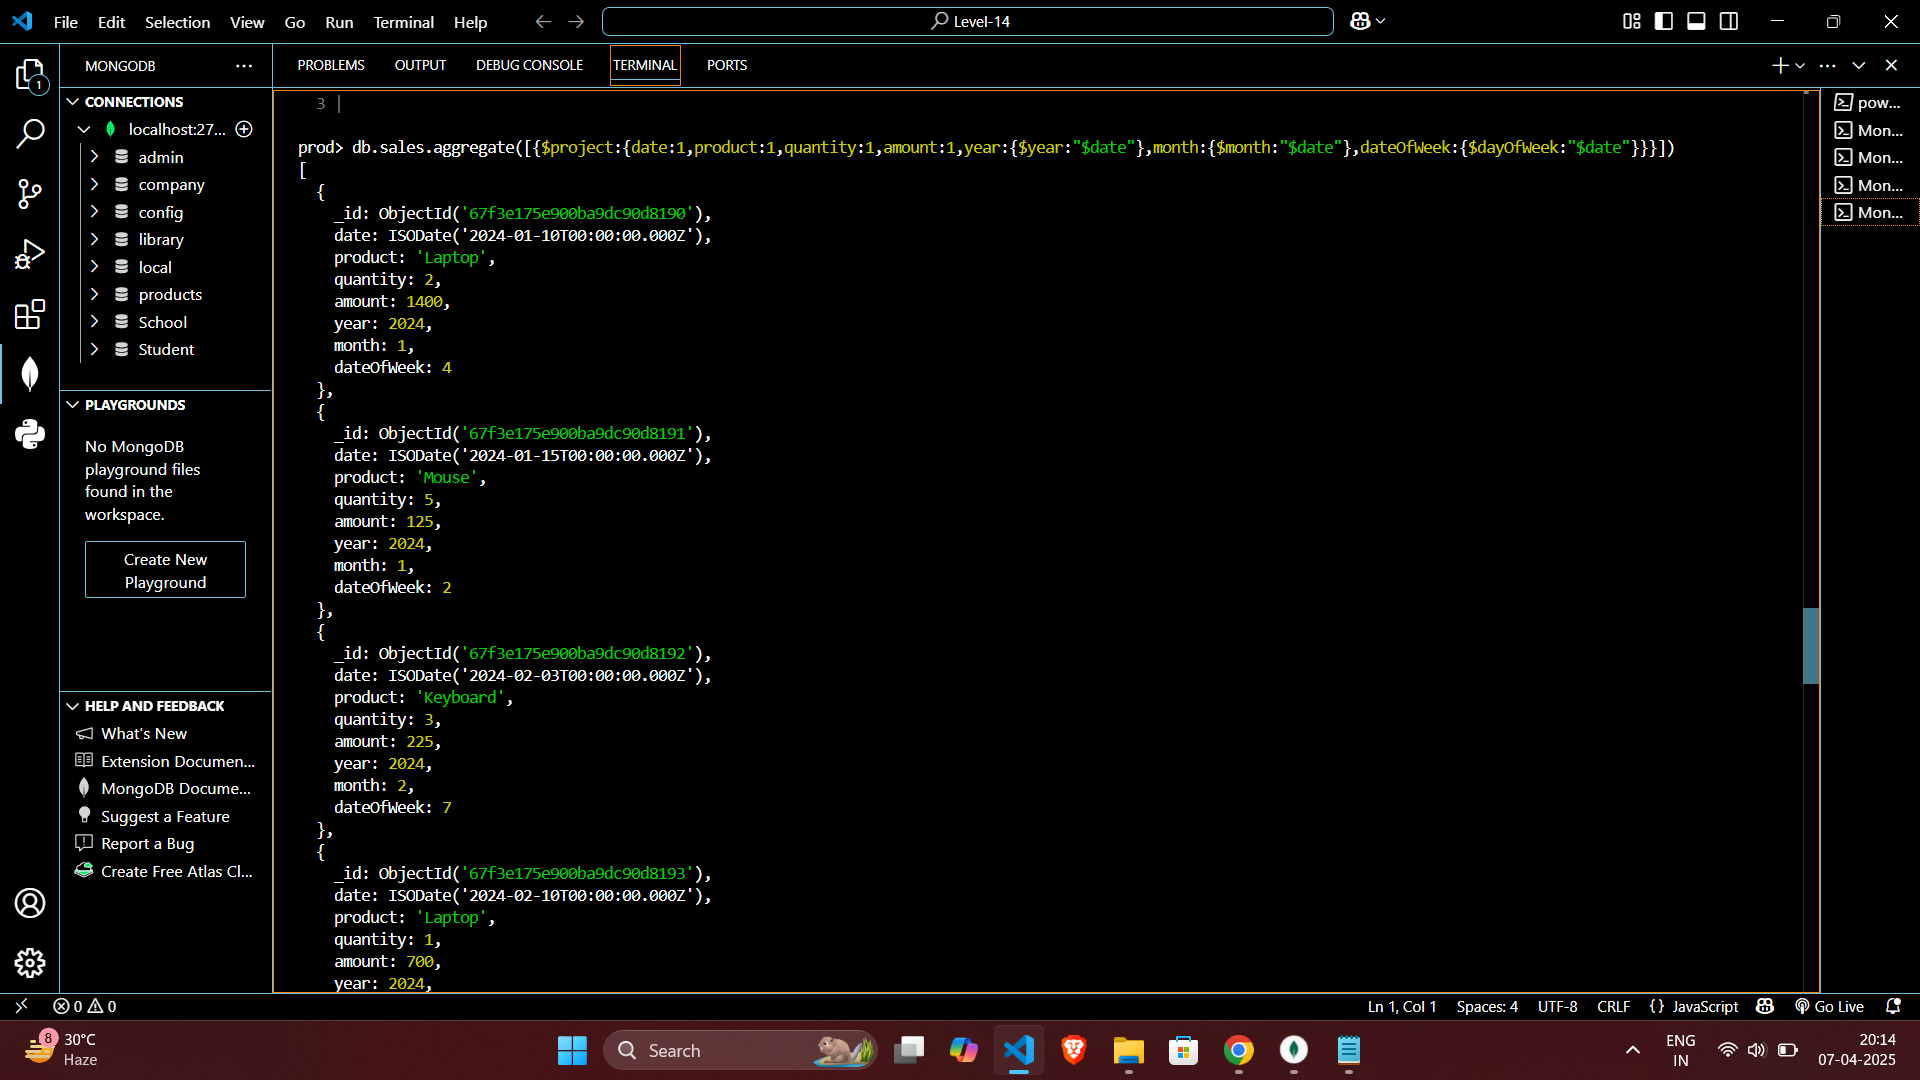 File Edit Selection View Go Run Terminal Help
Level-14
MONGODB
PROBLEMS OUTPUT DEBUG CONSOLE TERMINAL PORTS
1
CONNECTIONS
localhost:27...
admin
company
config
library
local
products
School
Student
PLAYGROUNDS
No MongoDB
playground files
found in the
workspace.
Create New
Playground
HELP AND FEEDBACK
What's New
Extension Documen...
MongoDB Docume...
Suggest a Feature
Report a Bug
Create Free Atlas Cl...
3
prod> db.sales.aggregate([{$project:{date:1,product:1,quantity:1,amount:1,year:{$year:"$date"},month:{$month:"$date"},dateOfWeek:{$dayOfWeek:"$date"}}}])
[
{
_id: ObjectId('67f3e175e900ba9dc90d8190'),
date: ISODate('2024-01-10T00:00:00.000Z'),
product: 'Laptop',
quantity: 2,
amount: 1400,
year: 2024,
month: 1,
dateOfWeek: 4
},
{
_id: ObjectId('67f3e175e900ba9dc90d8191'),
date: ISODate('2024-01-15T00:00:00.000Z'),
product: 'Mouse',
quantity: 5,
amount: 125,
year: 2024,
month: 1,
dateOfWeek: 2
},
{
_id: ObjectId('67f3e175e900ba9dc90d8192'),
date: ISODate('2024-02-03T00:00:00.000Z'),
product: 'Keyboard',
quantity: 3,
amount: 225,
year: 2024,
month: 2,
dateOfWeek: 7
},
{
_id: ObjectId('67f3e175e900ba9dc90d8193'),
date: ISODate('2024-02-10T00:00:00.000Z'),
product: 'Laptop',
quantity: 1,
amount: 700,
year: 2024,
pow...
Mon...
Mon...
Mon...
Mon...
0 0
Ln 1, Col 1 Spaces: 4 UTF-8 CRLF {} JavaScript Go Live
8
30°C
Haze
Search
ENG
IN
20:14
07-04-2025